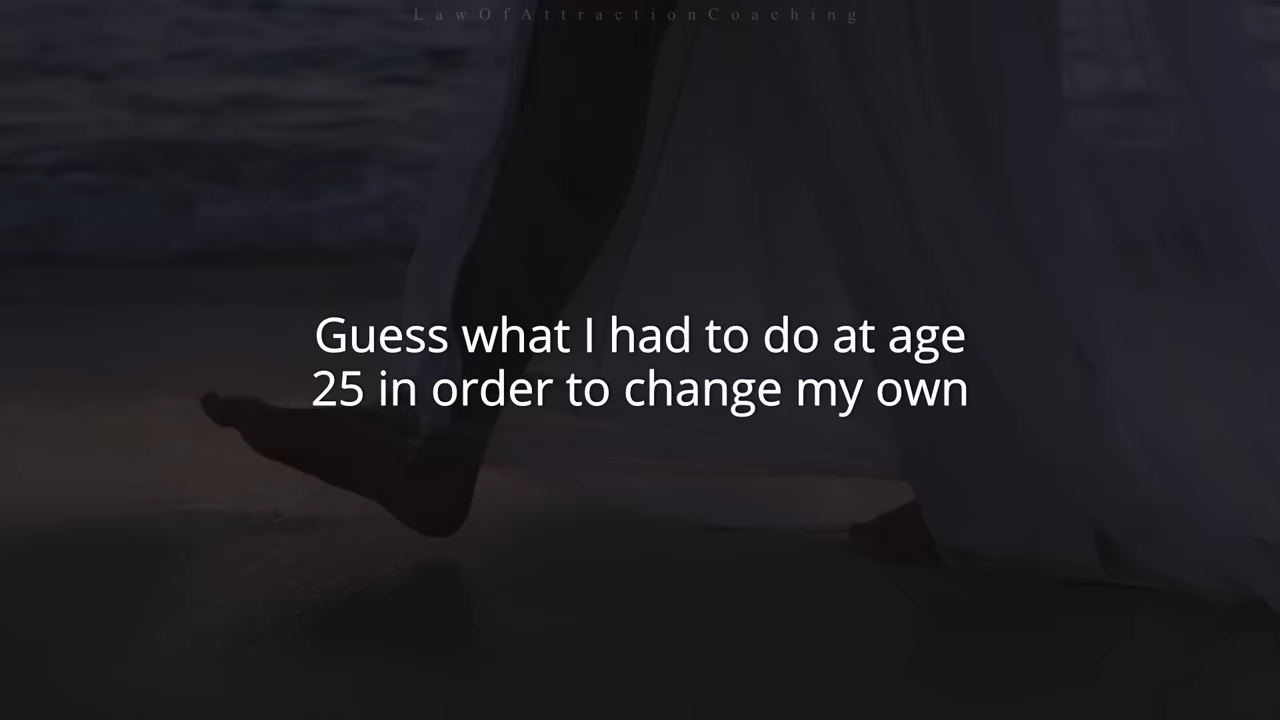 LawOfAttractionCoaching
Guess what I had to do at age
25 in order to change my own